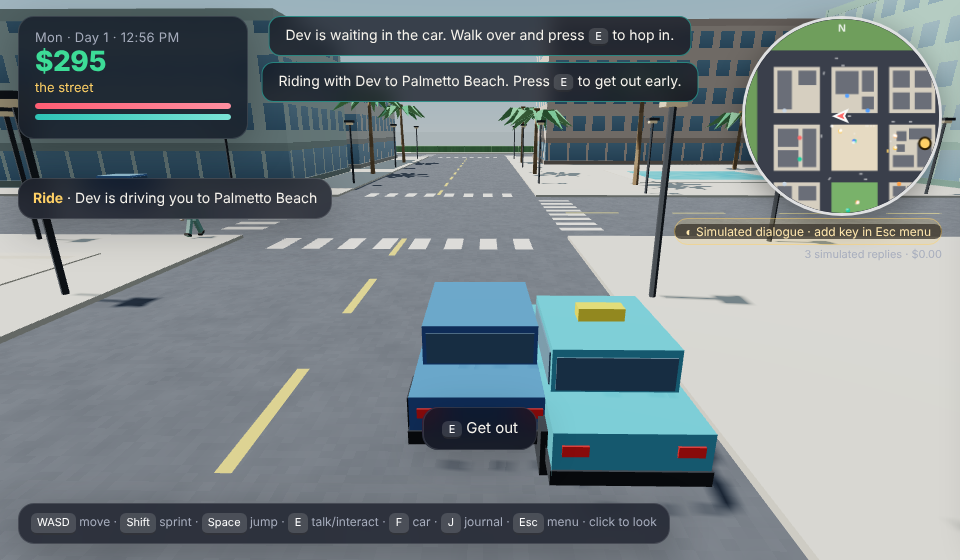 Mon · Day 1 · 12:56 PM
$295
the street
Dev is waiting in the car. Walk over and press E to hop in.
Riding with Dev to Palmetto Beach. Press E to get out early.
N
Ride · Dev is driving you to Palmetto Beach
Simulated dialogue · add key in Esc menu
3 simulated replies · $0.00
E Get out
WASD move · Shift sprint · Space jump · E talk/interact · F car · J journal · Esc menu · click to look